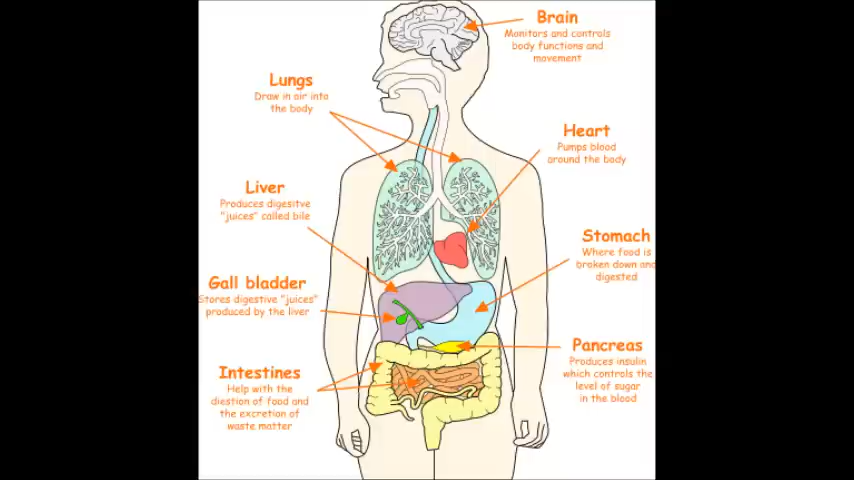 Brain
Monitors and controls
body functions and
movement
Lungs
Draw in air into
the body
Heart
Pumps blood
around the body
Liver
Produces digesitve
"juices" called bile
Stomach
Where food is
broken down and
digested
Gall bladder
Stores digestive "juices"
produced by the liver
Pancreas
Produces insulin
which controls the
level of sugar
in the blood
Intestines
Help with the
diestion of food and
the excretion of
waste matter